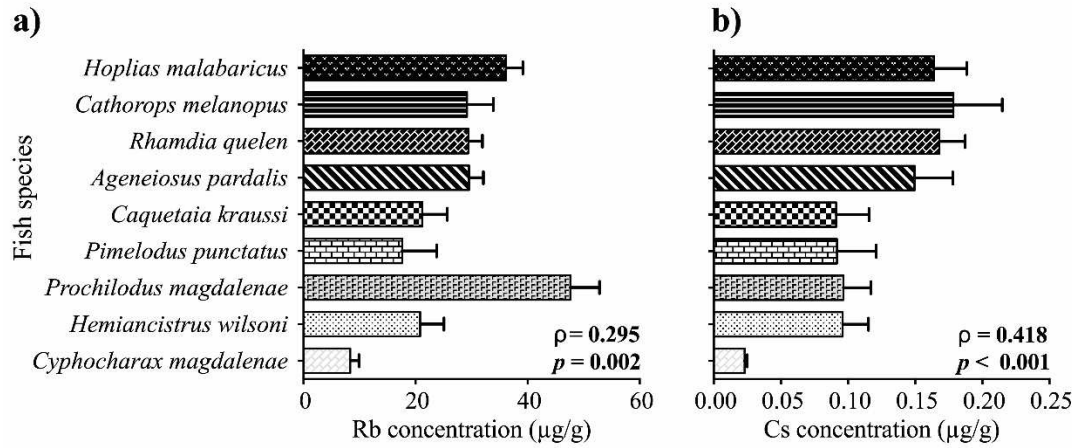 a)
b)
Fish species
Hoplias malabaricus
Cathorops melanopus
Rhamdia quelen
Ageneiosus pardalis
Caquetaia kraussi
Pimelodus punctatus
Prochilodus magdalenae
Hemiancistrus wilsoni
Cyphocharax magdalenae
ρ = 0.295
p = 0.002
0 20 40 60
Rb concentration (µg/g)
ρ = 0.418
p < 0.001
0.00 0.05 0.10 0.15 0.20 0.25
Cs concentration (µg/g)